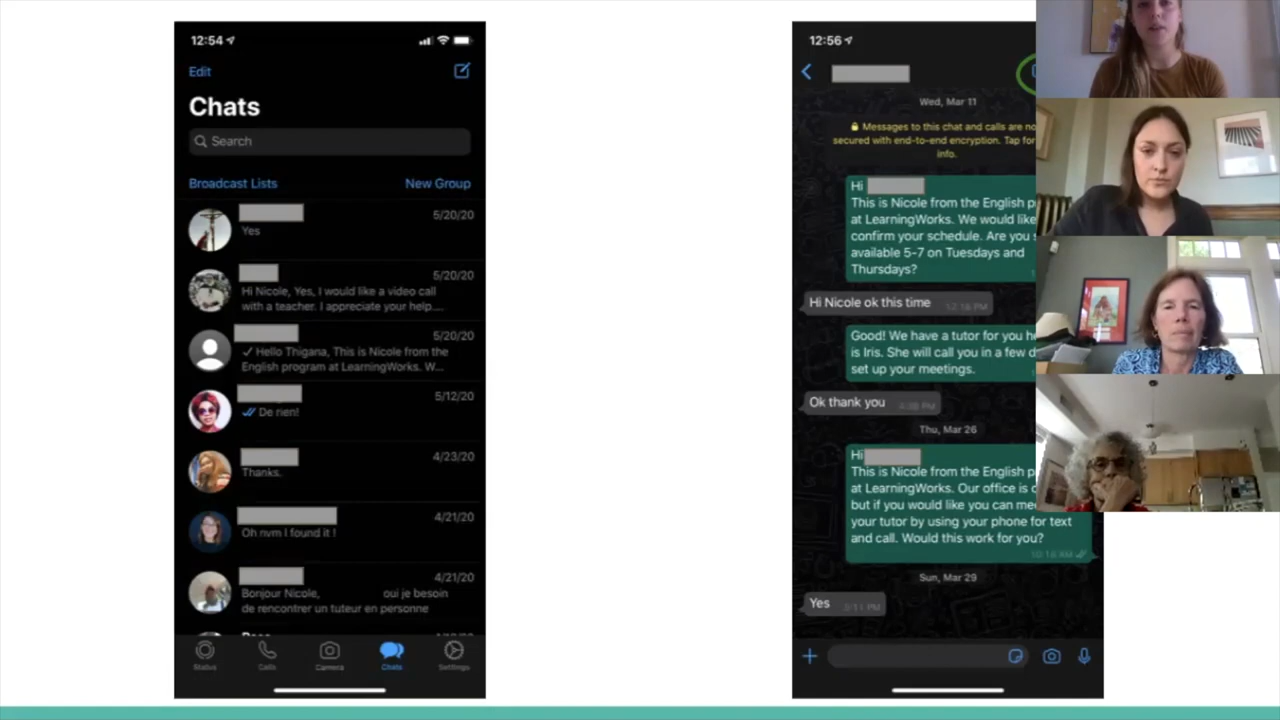 12:54
Edit
Chats
Search
Broadcast Lists
New Group
5/20/20
Yes
5/20/20
Hi Nicole, Yes, I would like a video call
with a teacher. I appreciate your help....
5/20/20
Hello Thigana, This is Nicole from the
English program at LearningWorks. W...
5/12/20
De rien!
4/23/20
Thanks.
4/21/20
Oh nvm I found it !
4/21/20
Bonjour Nicole, oui je besoin
de rencontrer un tuteur en personne
Status
Calls
Camera
Chats
Settings
12:56
Wed, Mar 11
Messages to this chat and calls are
secured with end-to-end encryption. Tap for
info.
Hi
This is Nicole from the English
at LearningWorks. We would like
confirm your schedule. Are you
available 5-7 on Tuesdays and
Thursdays?
Hi Nicole ok this time
12:18 PM
Good! We have a tutor for you
is Iris. She will call you in a few
set up your meetings.
Ok thank you
Thu, Mar 26
Hi
This is Nicole from the English
at LearningWorks. Our office is
but if you would like you can
your tutor by using your phone for text
and call. Would this work for you?
10:18 AM
Sun, Mar 29
Yes